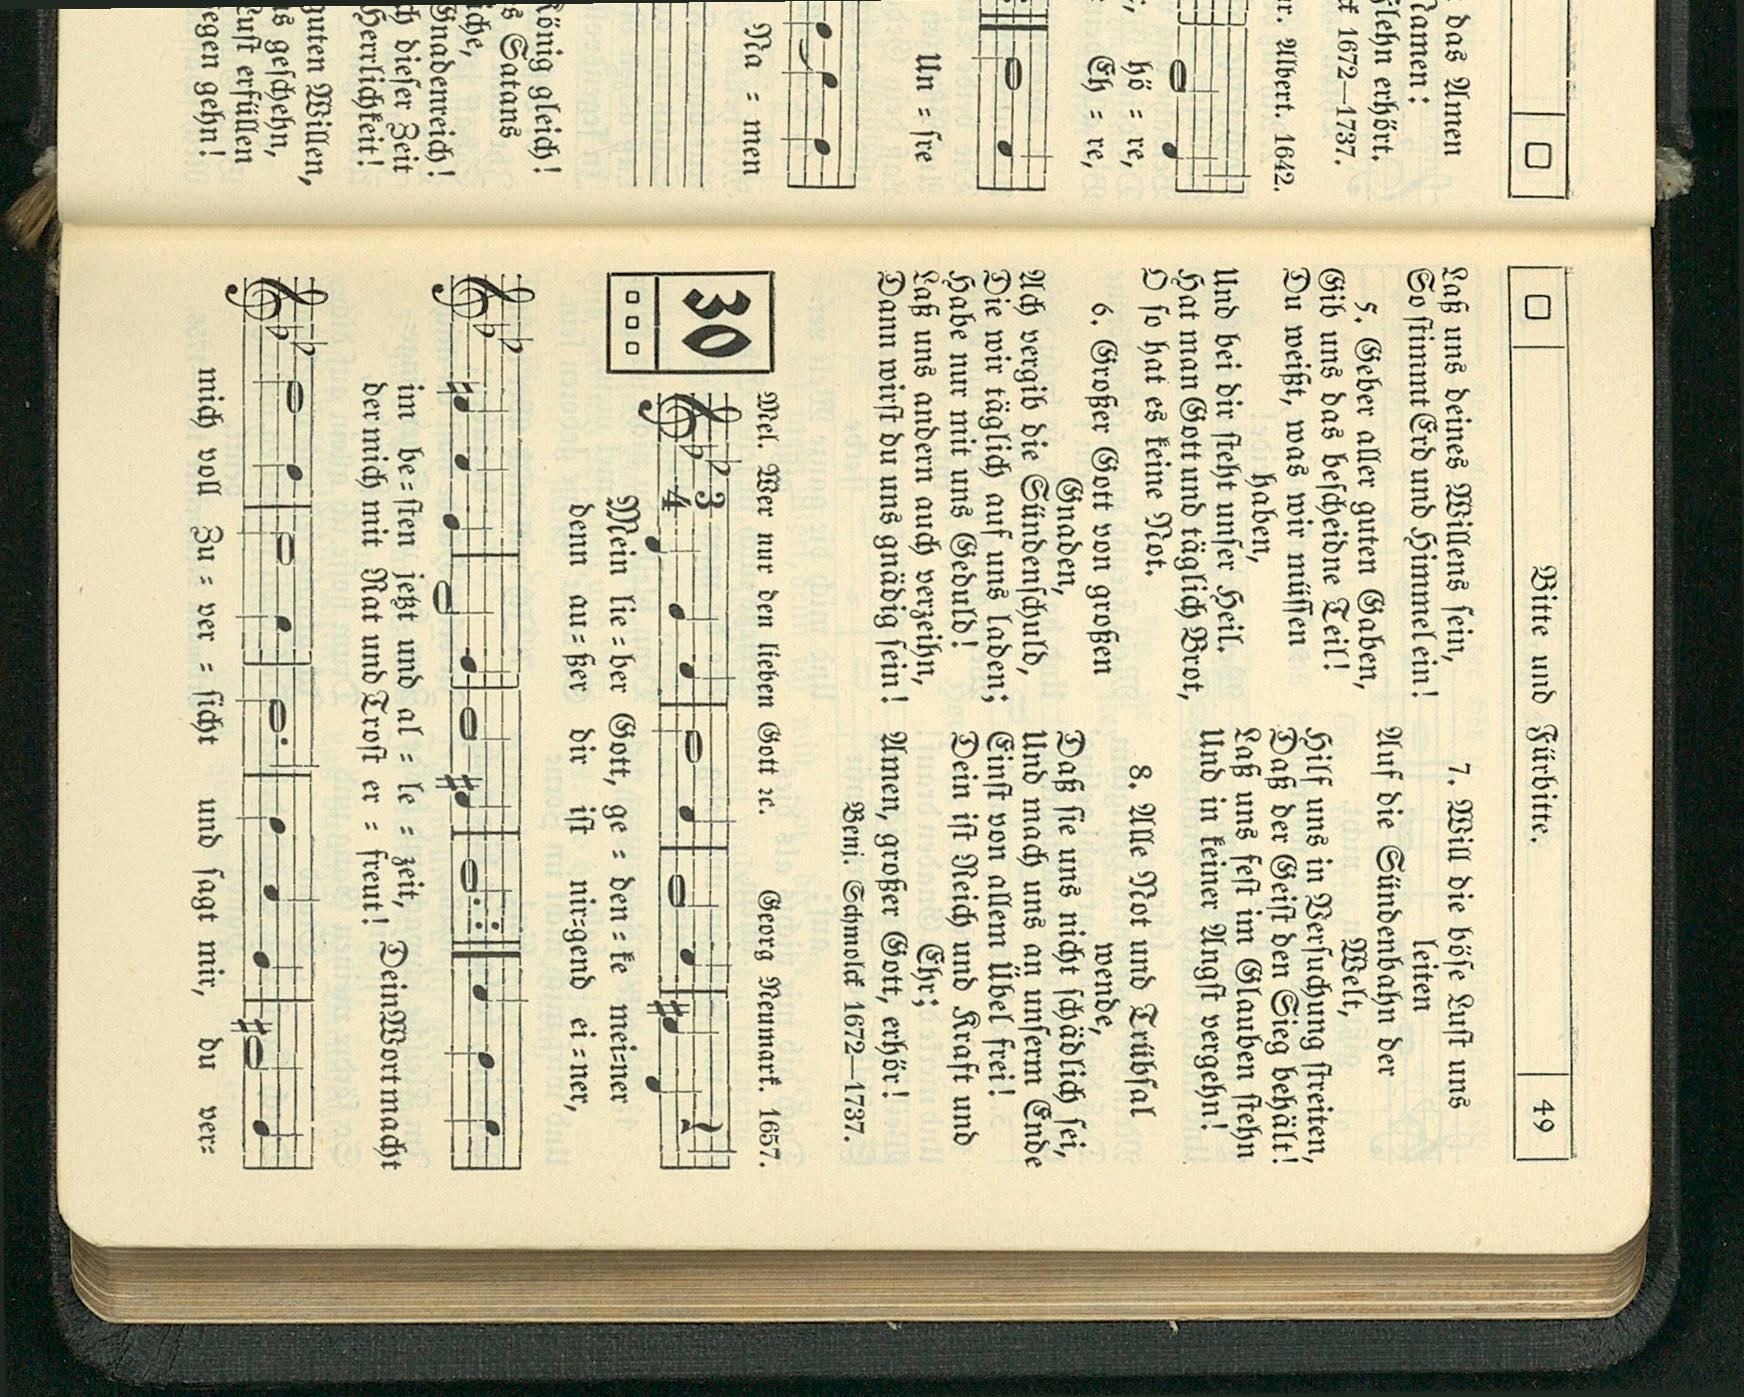 das Amen
Namen:
Flehn erhört.
1672–1737.
Albert. 1642.
hö = re,
Eh = re,
Un = sre
Na = men
König gleich!
Satans
Gnadenreich!
dieser Zeit
Herrlichkeit!
guten Willen,
geschehn,
Lust erfüllen
gehn!
Bitte und Fürbitte. 49
Laß uns deines Willens sein,
So stimmt Erd und Himmel ein!
5. Geber aller guten Gaben,
Gib uns das bescheidne Teil!
Du weißt, was wir müssen
haben,
Und bei dir steht unser Heil.
Hat man Gott und täglich Brot,
O so hat es keine Not.
6. Großer Gott von großen
Gnaden,
Ach vergib die Sündenschuld,
Die wir täglich auf uns laden;
Habe nur mit uns Geduld!
Laß uns andern auch verzeihn,
Dann wirst du uns gnädig sein!
7. Will die böse Lust uns
leiten
Auf die Sündenbahn der
Welt,
Hilf uns in Versuchung streiten,
Daß der Geist den Sieg behält!
Laß uns fest im Glauben stehn
Und in keiner Angst vergehn!
8. Alle Not und Trübsal
wende,
Daß sie uns nicht schädlich sei,
Und mach uns an unserm Ende
Einst von allem Übel frei!
Dein ist Reich und Kraft und
Ehr;
Amen, großer Gott, erhör!
Benj. Schmolck 1672—1737.
30
Mel. Wer nur den lieben Gott ꝛc. Georg Neumark. 1657.
3
4
Mein lie = ber Gott, ge = den = ke mei=ner
denn au = ßer dir ist nir=gend ei = ner,
im be=sten jetzt und al = le = zeit,
der mich mit Rat und Trost er = freut! Dein Wort macht
mich voll Zu = ver = sicht und sagt mir, du ver=